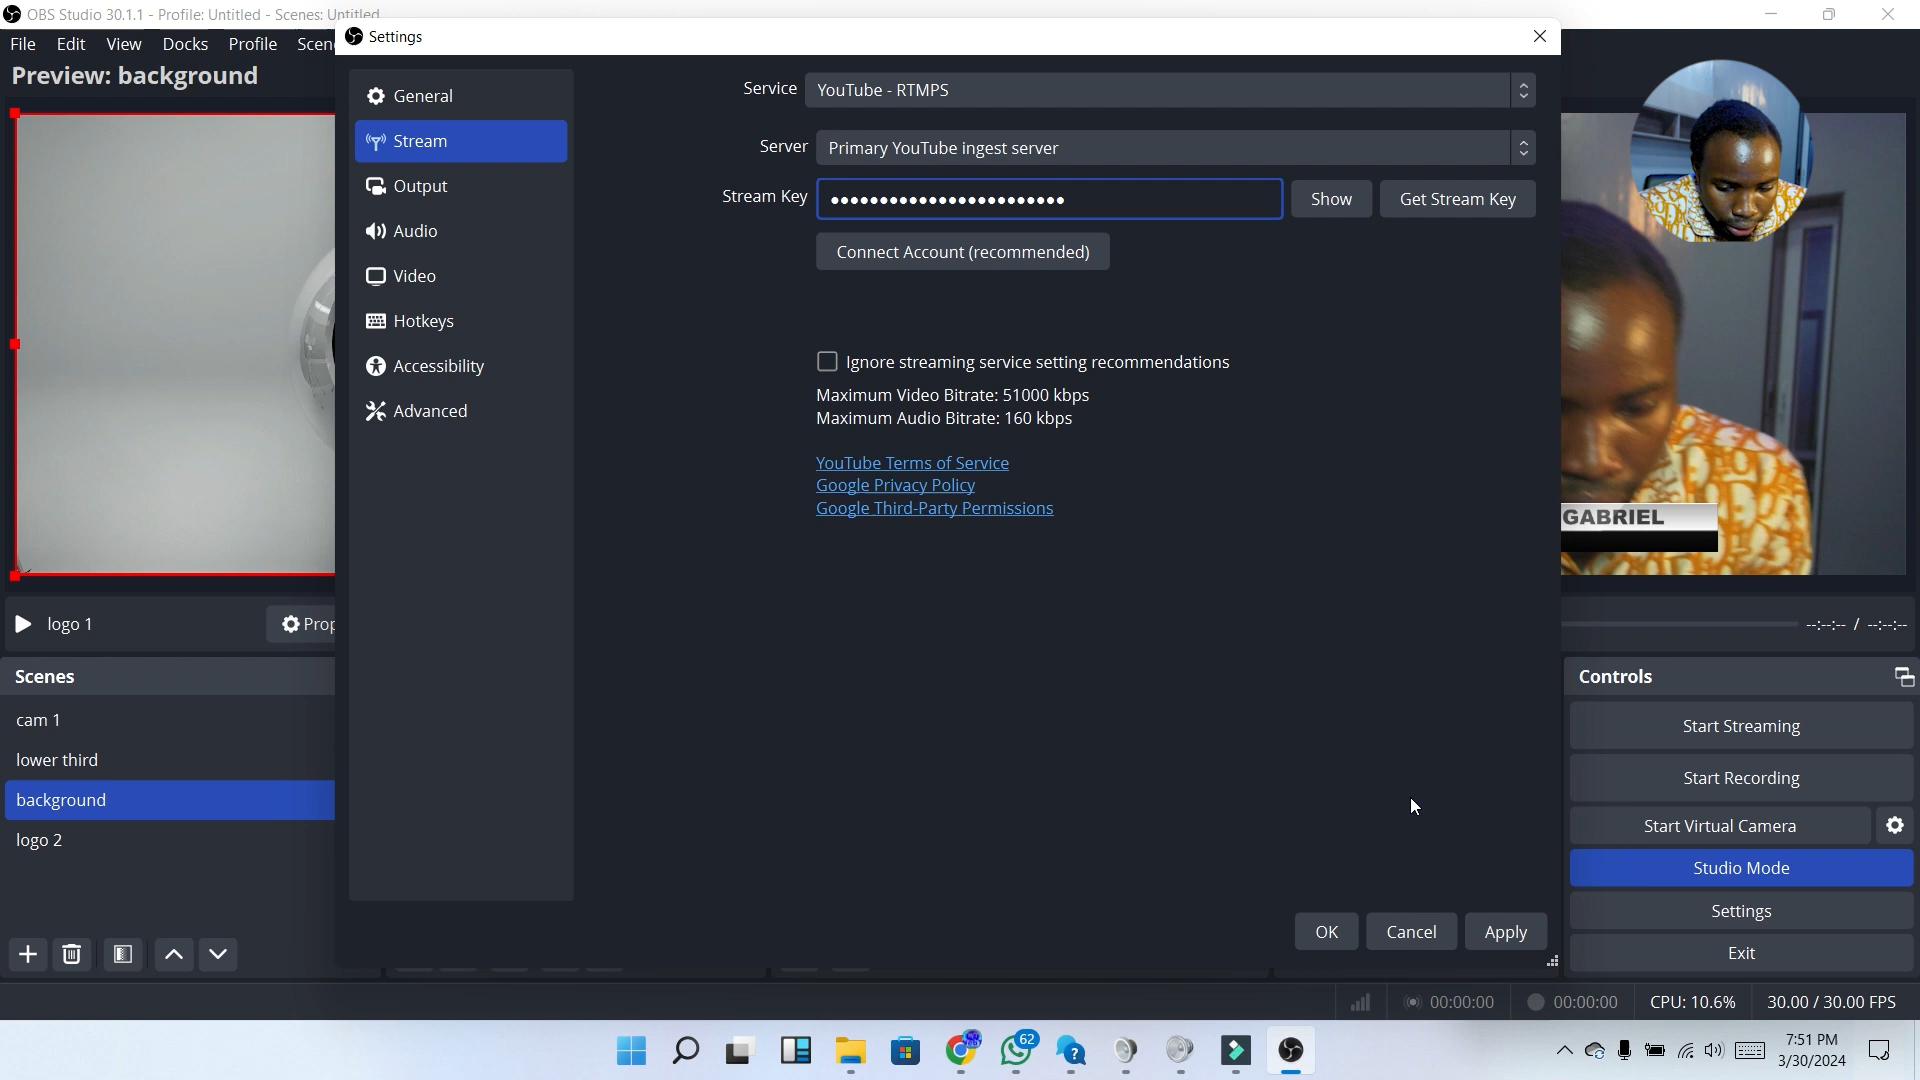 OBS Studio 30.1.1 - Profile: Untitled - Scenes: Untitled
File Edit View Docks Profile
Preview: background
Settings
General
Stream
Output
Audio
Video
Hotkeys
Accessibility
Advanced
Service YouTube - RTMPS
Server Primary YouTube ingest server
Stream Key ●●●●●●●●●●●●●●●●●●●●●●●● Show Get Stream Key
Connect Account (recommended)
Ignore streaming service setting recommendations
Maximum Video Bitrate: 51000 kbps
Maximum Audio Bitrate: 160 kbps
YouTube Terms of Service
Google Privacy Policy
Google Third-Party Permissions
OK Cancel Apply
GABRIEL
logo 1
--:--:-- / --:--:--
Scenes
cam 1
lower third
background
logo 2
Controls
Start Streaming
Start Recording
Start Virtual Camera
Studio Mode
Settings
Exit
00:00:00 00:00:00 CPU: 10.6% 30.00 / 30.00 FPS
62
7:51 PM
3/30/2024